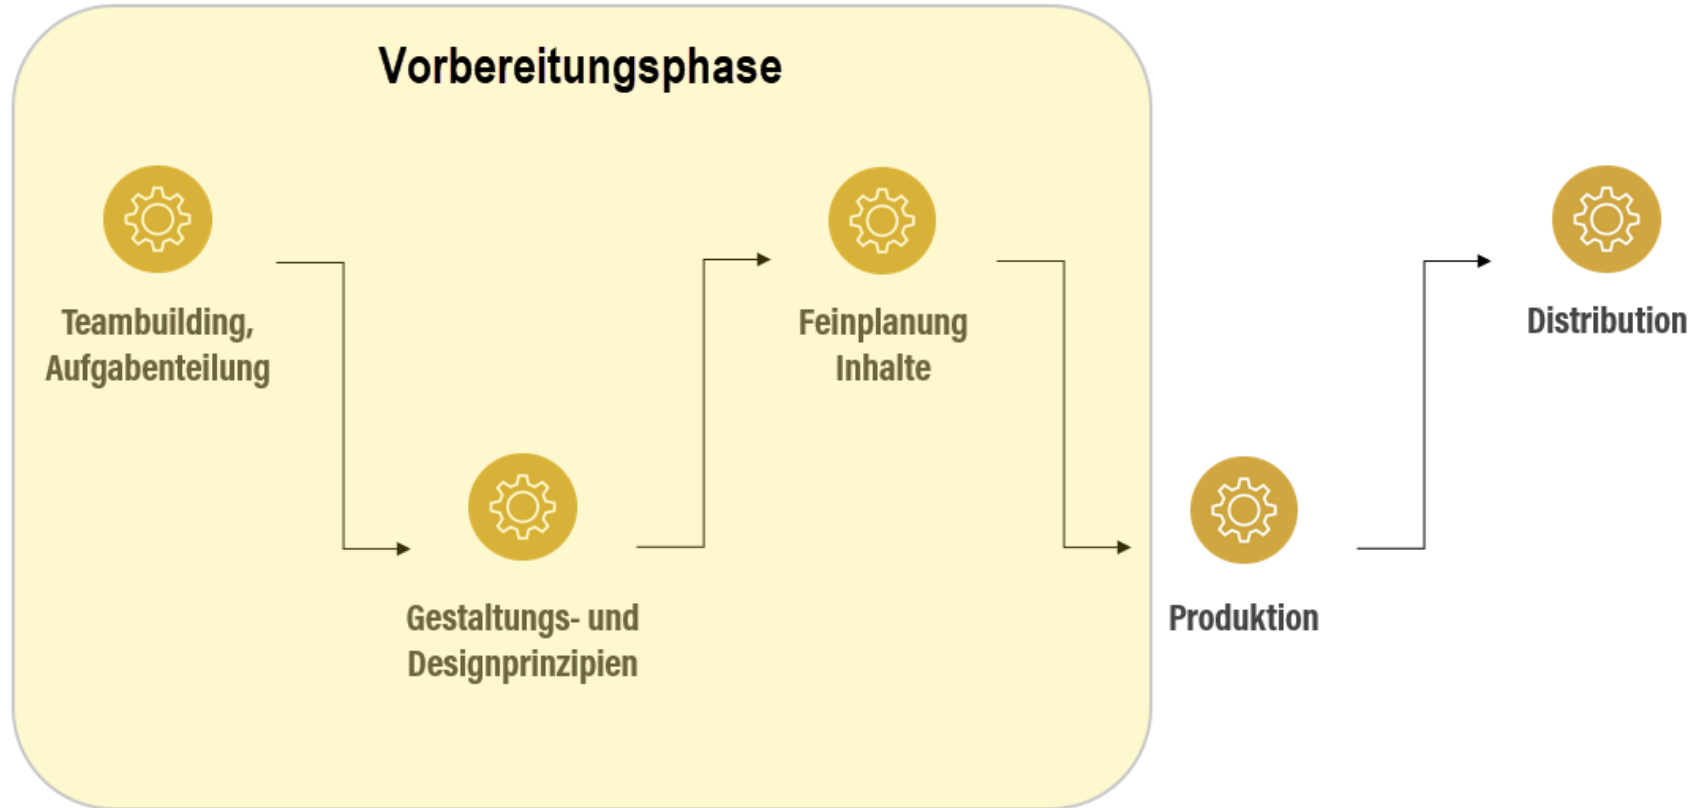 Vorbereitungsphase
Teambuilding,
Aufgabenteilung
Gestaltungs- und
Designprinzipien
Feinplanung
Inhalte
Produktion
Distribution